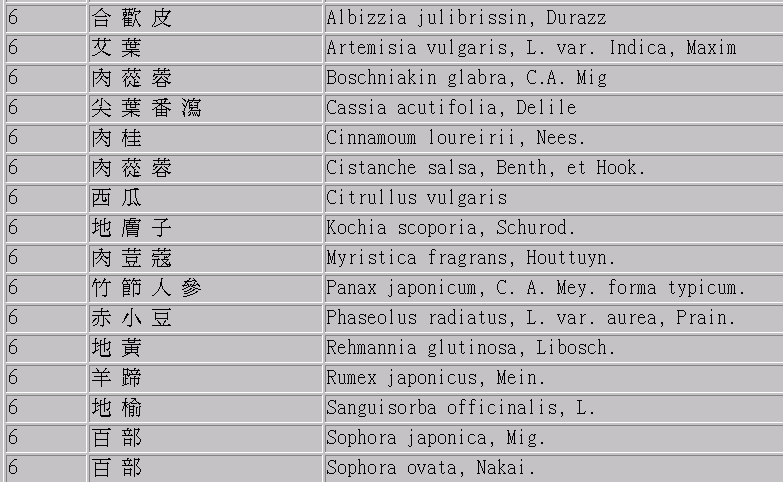 6 合歡皮 Albizzia julibrissin, Durazz
6 艾葉 Artemisia vulgaris, L. var. Indica, Maxim
6 肉蓯蓉 Boschniakin glabra, C.A. Mig
6 尖葉番瀉 Cassia acutifolia, Delile
6 肉桂 Cinnamoum loureirii, Nees.
6 肉蓯蓉 Cistanche salsa, Benth, et Hook.
6 西瓜 Citrullus vulgaris
6 地膚子 Kochia scoporia, Schurod.
6 肉荳蔻 Myristica fragrans, Houttuyn.
6 竹節人參 Panax japonicum, C. A. Mey. forma typicum.
6 赤小豆 Phaseolus radiatus, L. var. aurea, Prain.
6 地黃 Rehmannia glutinosa, Libosch.
6 羊蹄 Rumex japonicus, Mein.
6 地榆 Sanguisorba officinalis, L.
6 百部 Sophora japonica, Mig.
6 百部 Sophora ovata, Nakai.